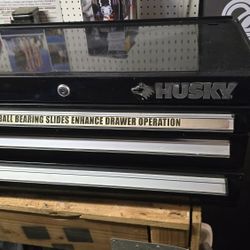 HUSKY
BALL BEARING SLIDES ENHANCE DRAWER OPERATION